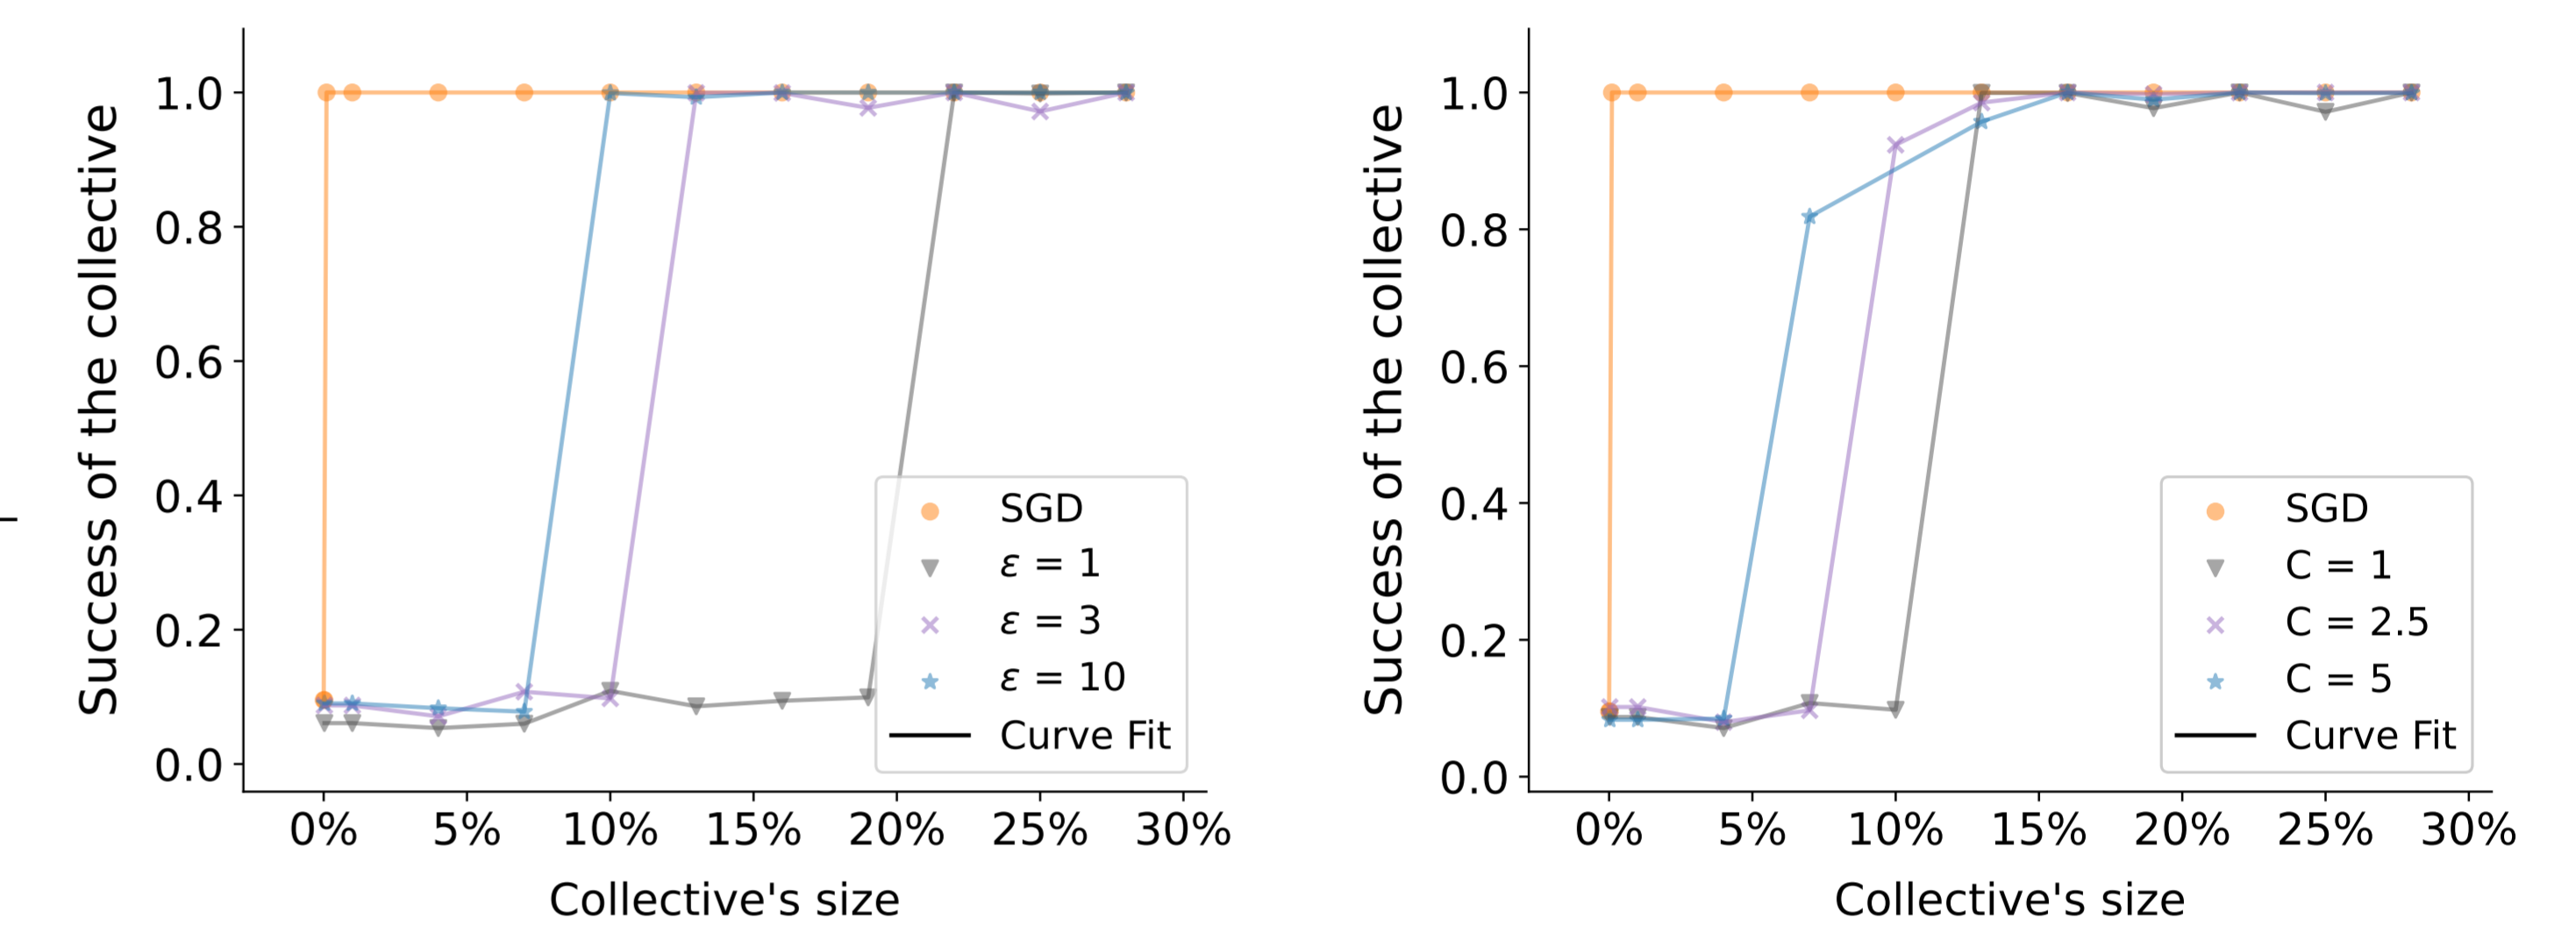 Success of the collective
1.0
0.8
0.6
0.4
0.2
0.0
0% 5% 10% 15% 20% 25% 30%
Collective's size
SGD
ε = 1
ε = 3
ε = 10
Curve Fit
Success of the collective
1.0
0.8
0.6
0.4
0.2
0.0
0% 5% 10% 15% 20% 25% 30%
Collective's size
SGD
C = 1
C = 2.5
C = 5
Curve Fit